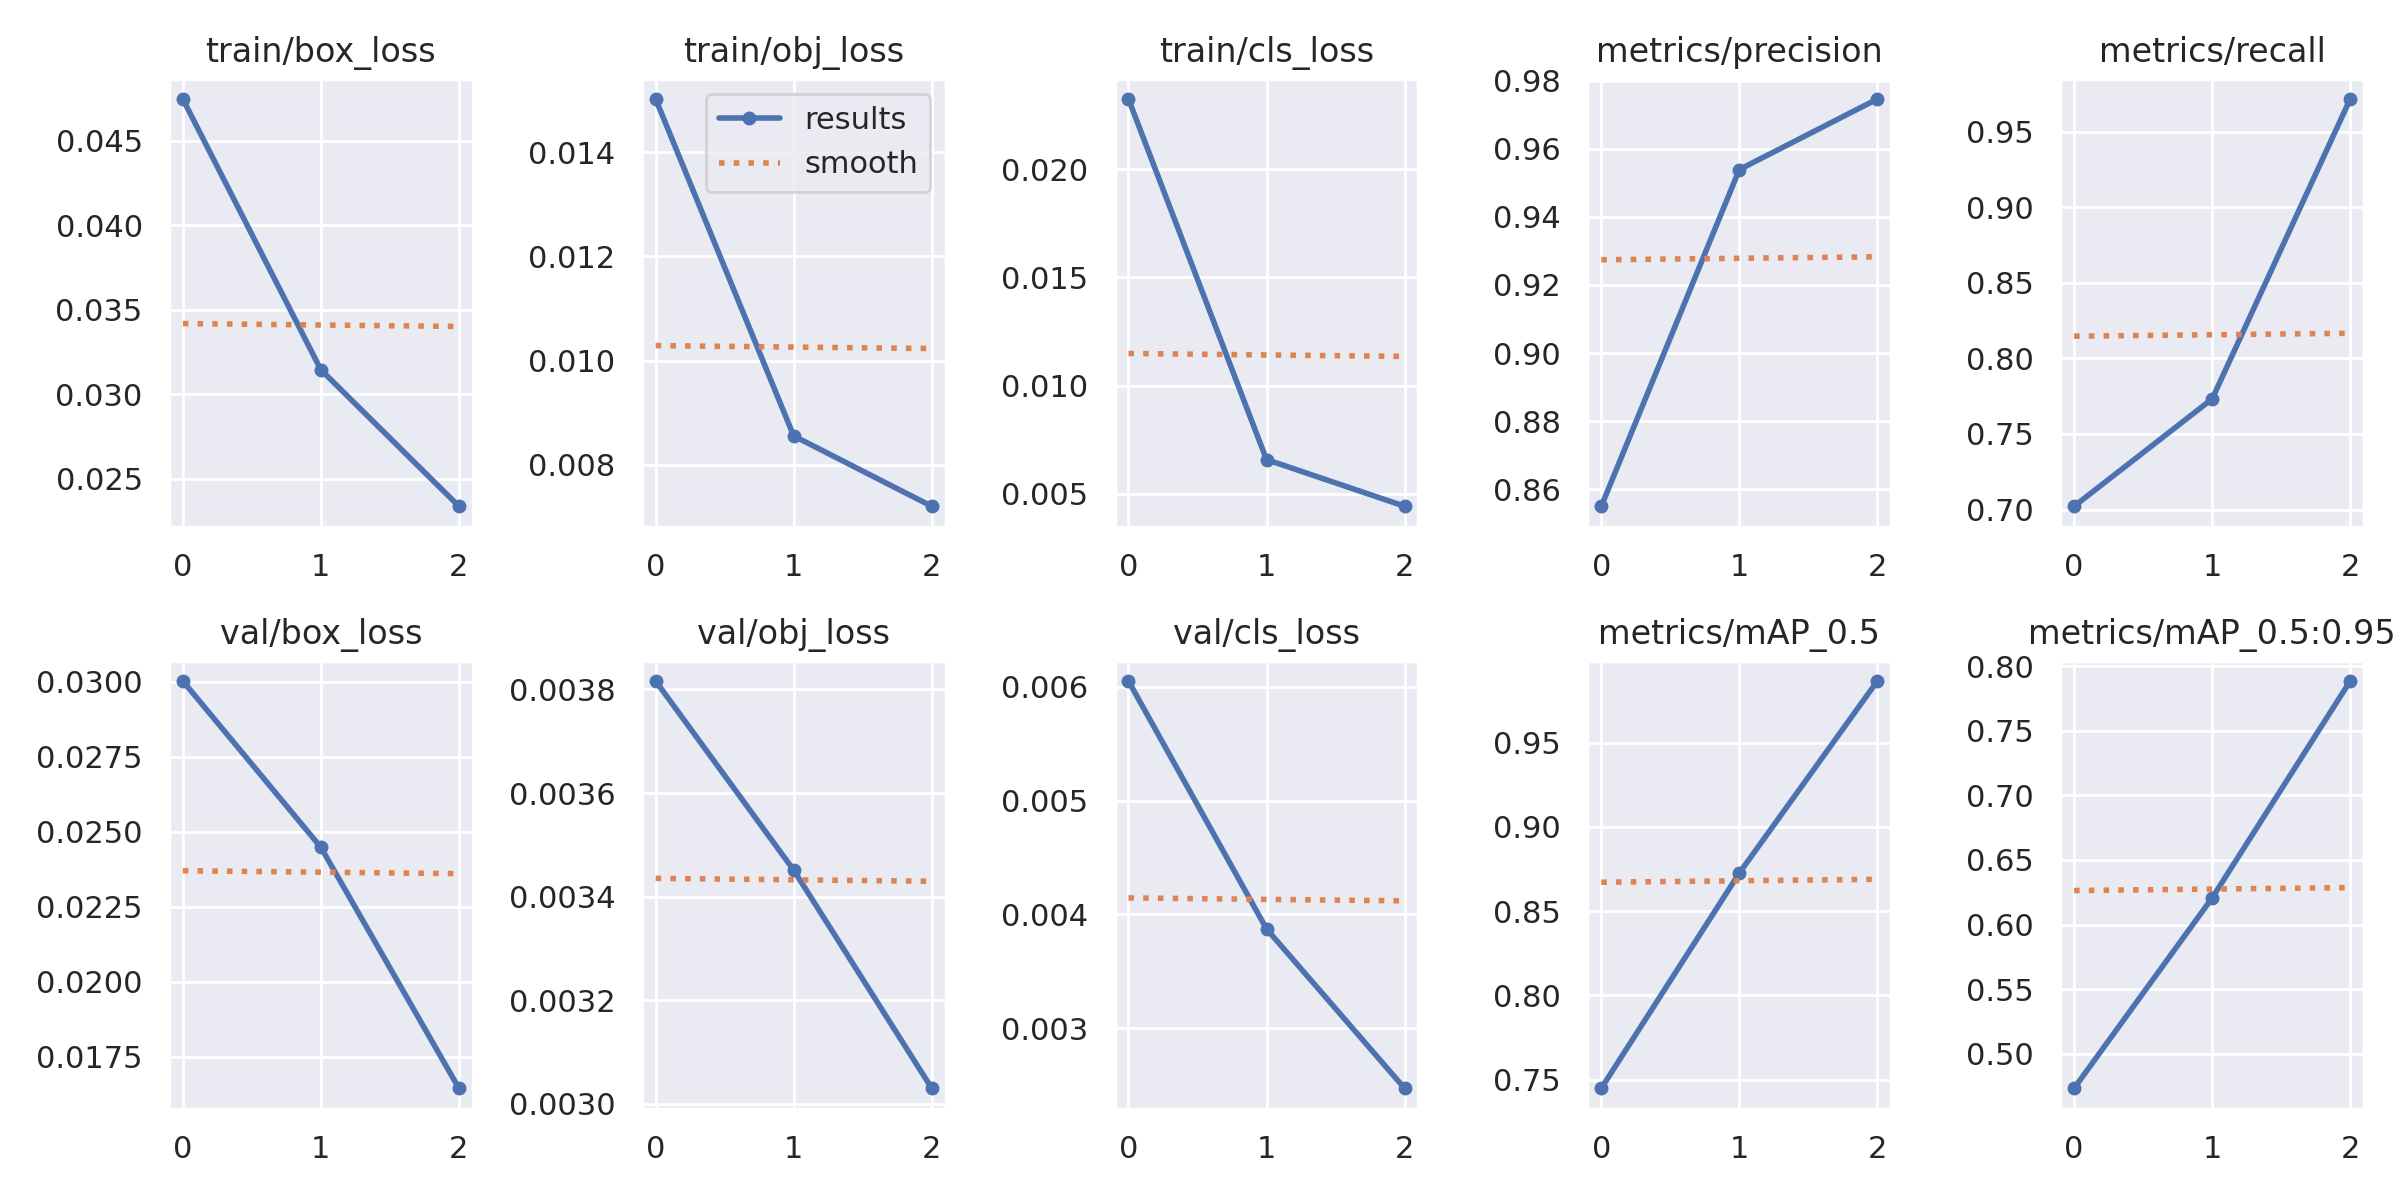 train/box_loss
0.045
0.040
0.035
0.030
0.025
0 1 2
train/obj_loss
results
smooth
0.014
0.012
0.010
0.008
0 1 2
train/cls_loss
0.020
0.015
0.010
0.005
0 1 2
metrics/precision
0.98
0.96
0.94
0.92
0.90
0.88
0.86
0 1 2
metrics/recall
0.95
0.90
0.85
0.80
0.75
0.70
0 1 2
val/box_loss
0.0300
0.0275
0.0250
0.0225
0.0200
0.0175
0 1 2
val/obj_loss
0.0038
0.0036
0.0034
0.0032
0.0030
0 1 2
val/cls_loss
0.006
0.005
0.004
0.003
0 1 2
metrics/mAP_0.5
0.95
0.90
0.85
0.80
0.75
0 1 2
metrics/mAP_0.5:0.95
0.80
0.75
0.70
0.65
0.60
0.55
0.50
0 1 2